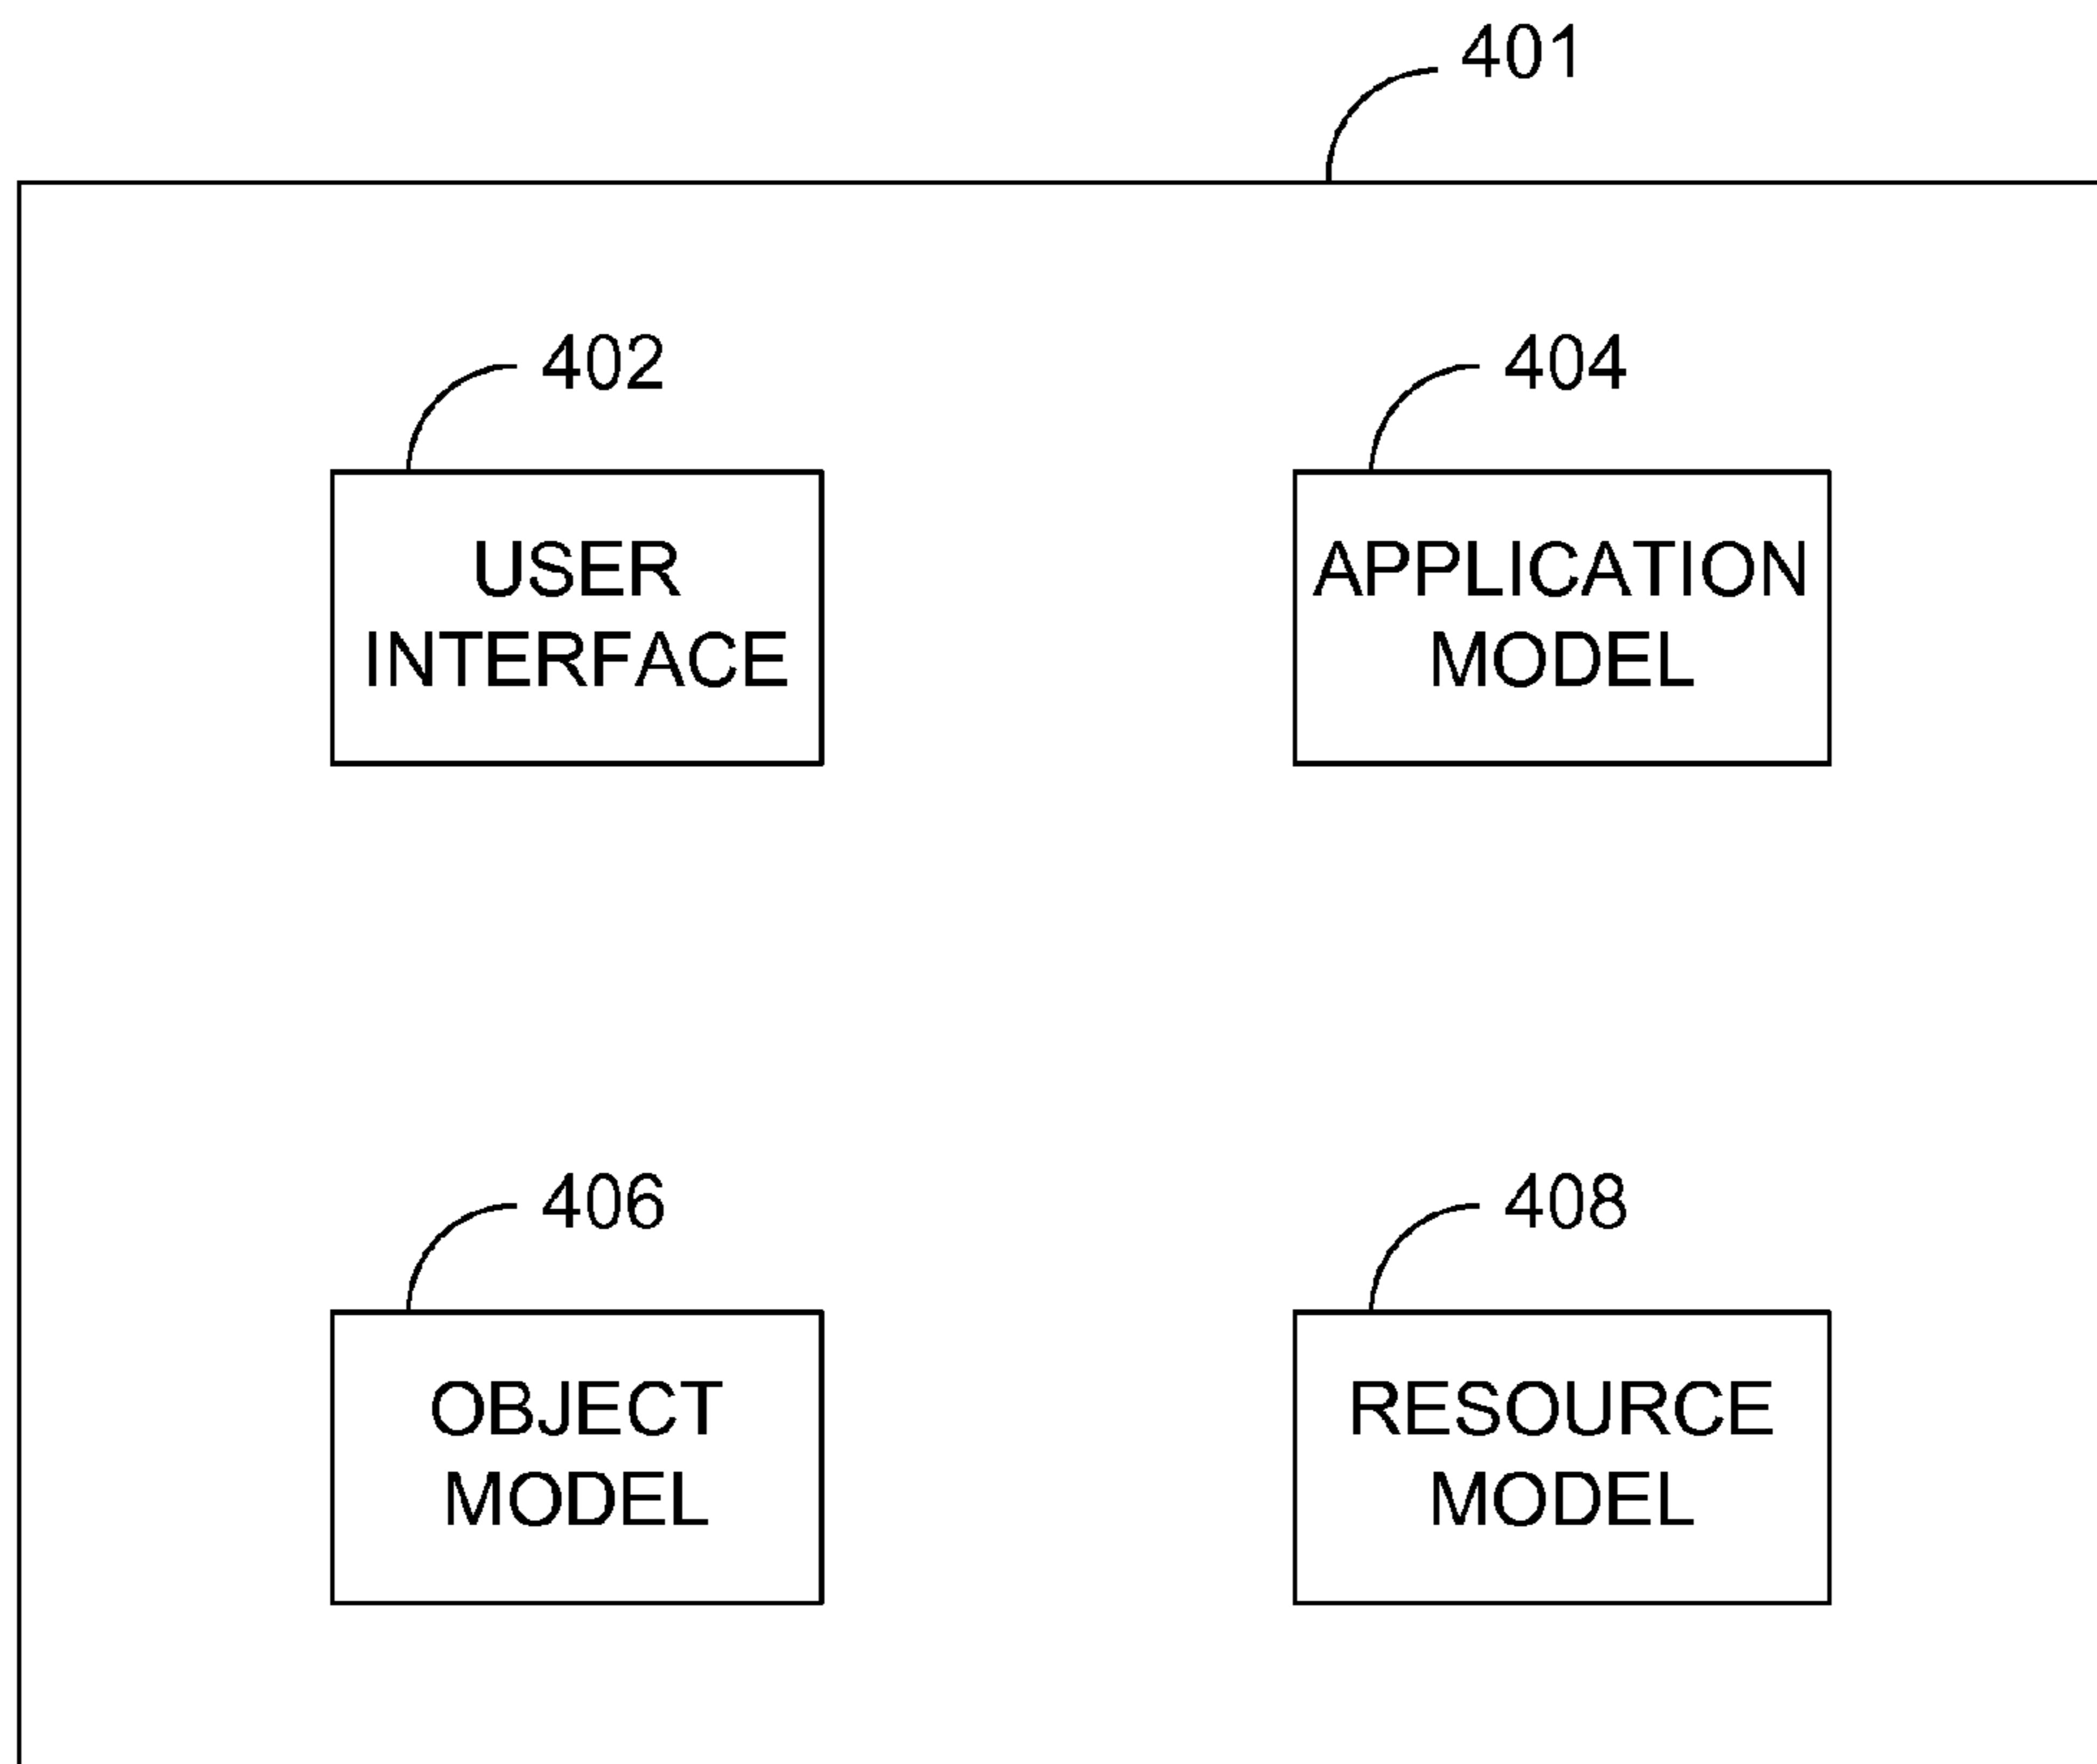 401
402
404
USER
INTERFACE
APPLICATION
MODEL
406
408
OBJECT
MODEL
RESOURCE
MODEL